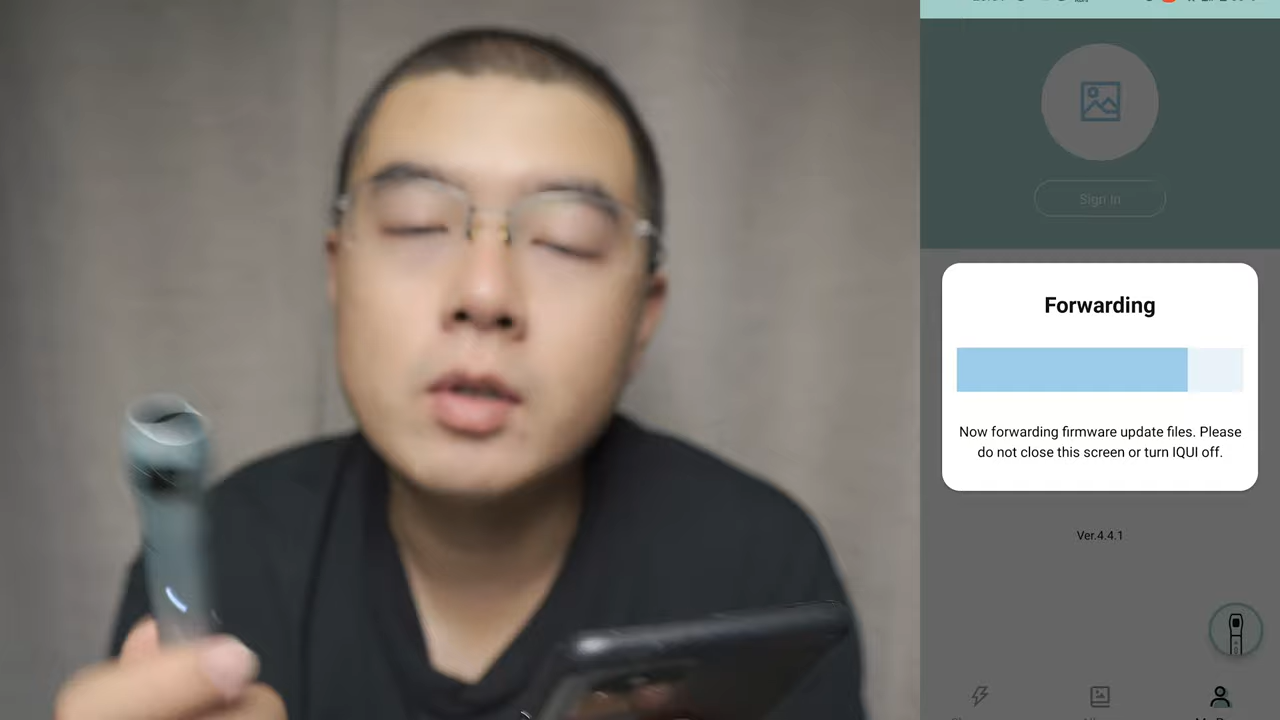 Sign In
Forwarding
Now forwarding firmware update files. Please
do not close this screen or turn IQUI off.
Ver.4.4.1